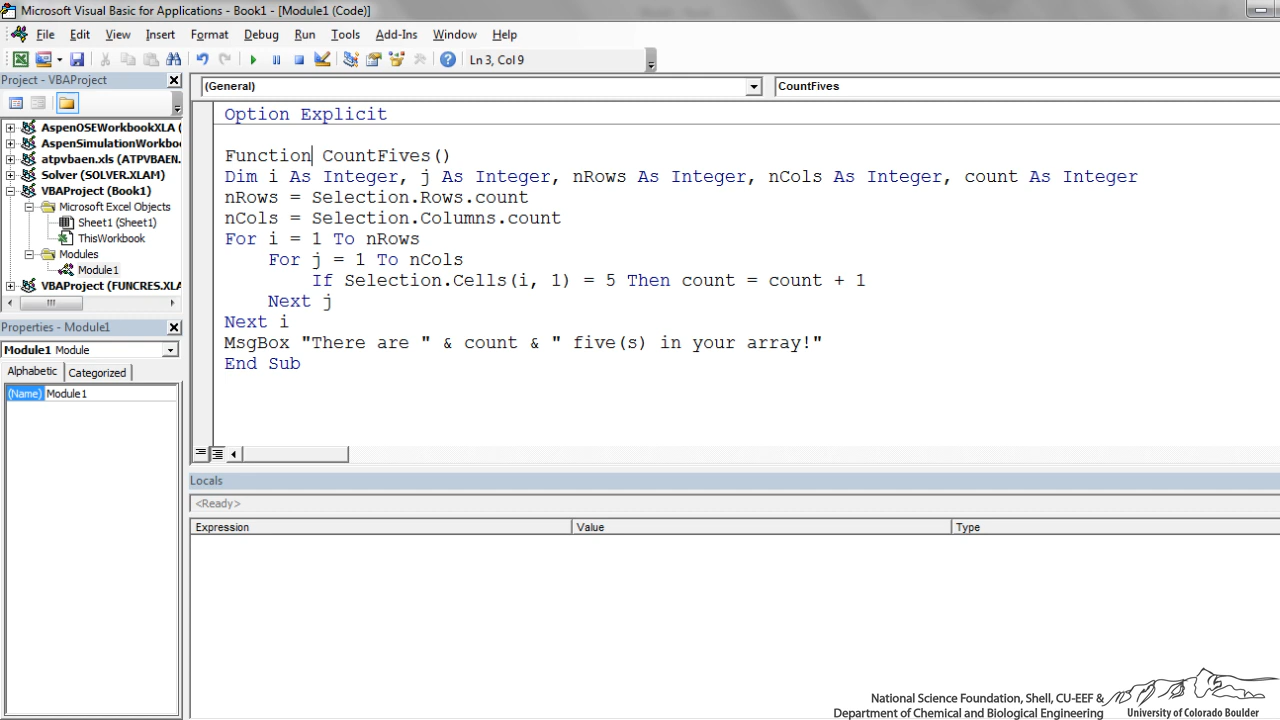 Microsoft Visual Basic for Applications - Book1 - [Module1 (Code)]
File Edit View Insert Format Debug Run Tools Add-Ins Window Help
Ln 3, Col 9
Project - VBAProject
(General) CountFives
AspenOSEWorkbookXLA (
AspenSimulationWorkbo
atpvbaen.xls (ATPVBAEN.
Solver (SOLVER.XLAM)
VBAProject (Book1)
Microsoft Excel Objects
Sheet1 (Sheet1)
ThisWorkbook
Modules
Module1
VBAProject (FUNCRES.XLA
Properties - Module1
Module1 Module
Alphabetic Categorized
(Name) Module1
Option Explicit
Function CountFives()
Dim i As Integer, j As Integer, nRows As Integer, nCols As Integer, count As Integer
nRows = Selection.Rows.count
nCols = Selection.Columns.count
For i = 1 To nRows
For j = 1 To nCols
If Selection.Cells(i, 1) = 5 Then count = count + 1
Next j
Next i
MsgBox "There are " & count & " five(s) in your array!"
End Sub
Locals
<Ready>
Expression Value Type
National Science Foundation, Shell, CU-EEF &
Department of Chemical and Biological Engineering
University of Colorado Boulder